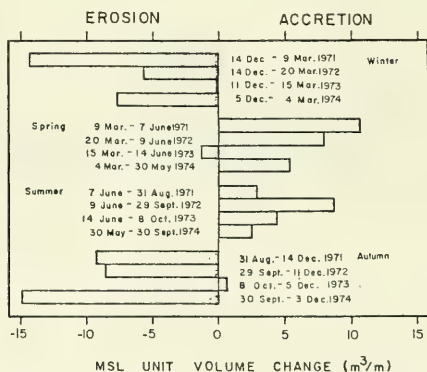 EROSION ACCRETION
14 Dec. - 9 Mar. 1971 Winter
14 Dec. - 20 Mar. 1972
11 Dec. - 15 Mar. 1973
5 Dec. - 4 Mar. 1974
Spring 9 Mar. - 7 June 1971
20 Mar. - 9 June 1972
15 Mar. - 14 June 1973
4 Mar. - 30 May 1974
Summer 7 June - 31 Aug. 1971
9 June - 29 Sept. 1972
14 June - 8 Oct. 1973
30 May - 30 Sept. 1974
31 Aug. - 14 Dec. 1971 Autumn
29 Sept. - 11 Dec. 1972
8 Oct. - 5 Dec. 1973
30 Sept. - 3 Dec. 1974
-15 -10 -5 0 5 10 15
MSL UNIT VOLUME CHANGE (m³/m)